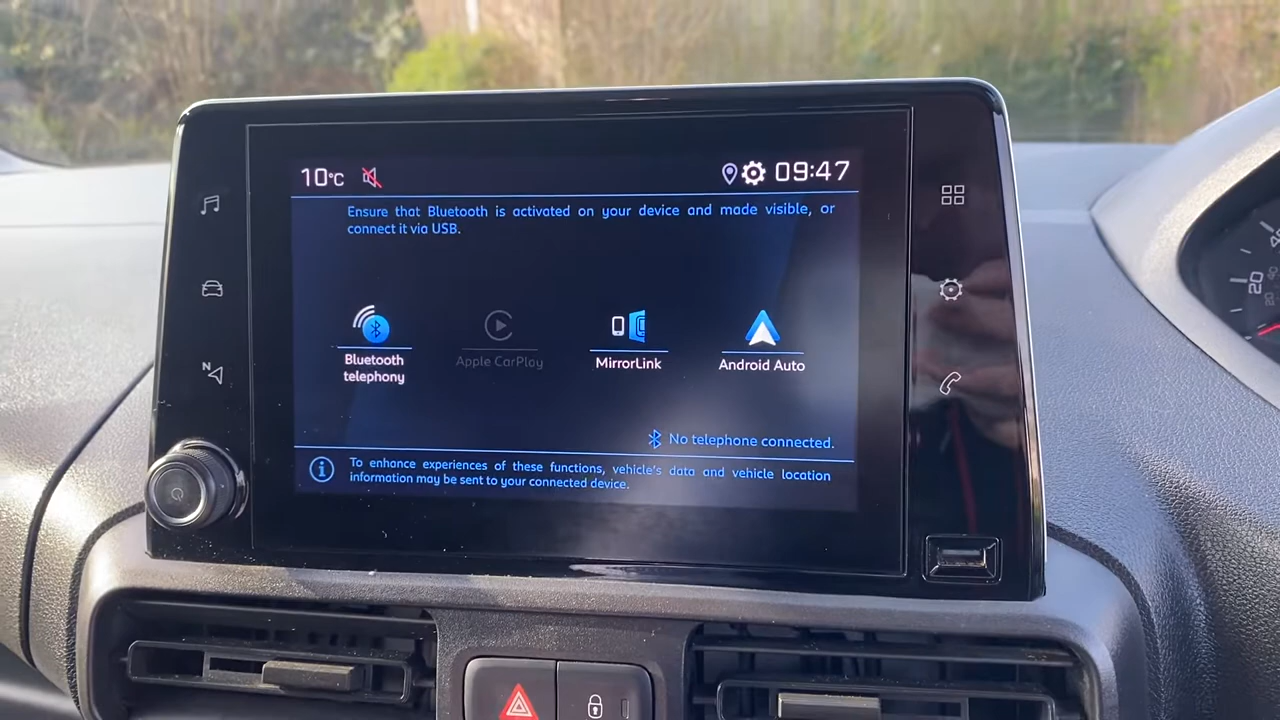 10°C
09:47
Ensure that Bluetooth is activated on your device and made visible, or
connect it via USB.
Bluetooth
telephony
Apple CarPlay
MirrorLink
Android Auto
No telephone connected.
To enhance experiences of these functions, vehicle's data and vehicle location
information may be sent to your connected device.
N
20